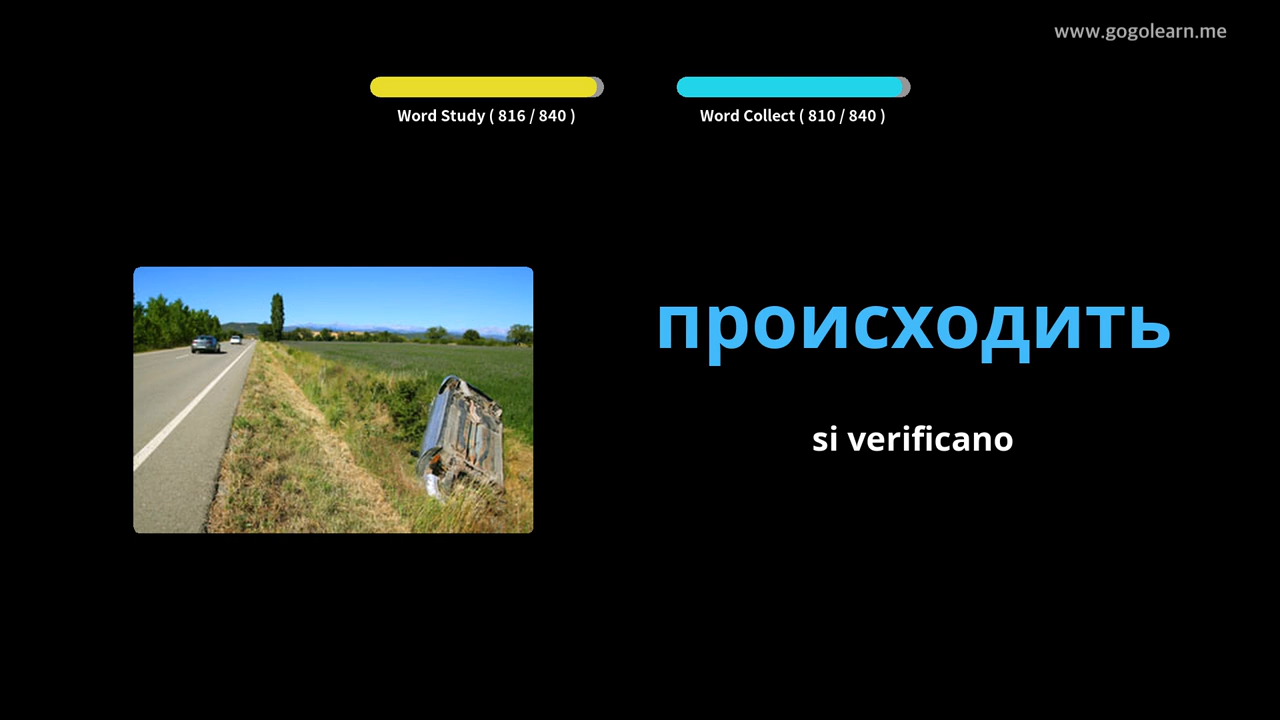 www.gogolearn.me
Word Study ( 816 / 840 )
Word Collect ( 810 / 840 )
происходить
si verificano